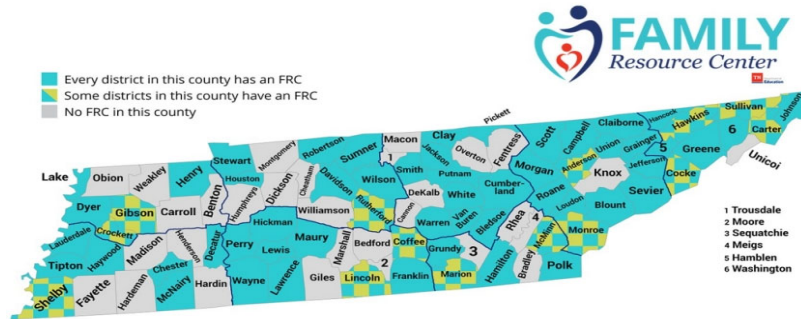 FAMILY
Resource Center
TN
Education
Every district in this county has an FRC
Some districts in this county have an FRC
No FRC in this county
Lake
Obion
Weakley
Henry
Stewart
Montgomery
Robertson
Sumner
Macon
Clay
Pickett
Fentress
Scott
Campbell
Claiborne
Hancock
Hawkins
Sullivan
Johnson
Carter
Unicoi
Greene
Washington
Dyer
Gibson
Carroll
Benton
Houston
Humphreys
Dickson
Cheatham
Davidson
Wilson
Smith
Jackson
Overton
Putnam
Morgan
Anderson
Union
Grainger
Jefferson
Cocke
Knox
Sevier
Blount
Loudon
Roane
Cumber-
land
White
DeKalb
Cannon
Rutherford
Williamson
Hickman
Perry
Lewis
Maury
Marshall
Bedford
Coffee
Warren
Van
Buren
Bledsoe
Rhea
McMinn
Monroe
Polk
Bradley
Hamilton
Marion
Grundy
Franklin
Lincoln
Giles
Lawrence
Wayne
Hardin
McNairy
Chester
Decatur
Henderson
Madison
Crockett
Lauderdale
Haywood
Tipton
Shelby
Fayette
Hardeman
1
2
3
4
5
6
1 Trousdale
2 Moore
3 Sequatchie
4 Meigs
5 Hamblen
6 Washington